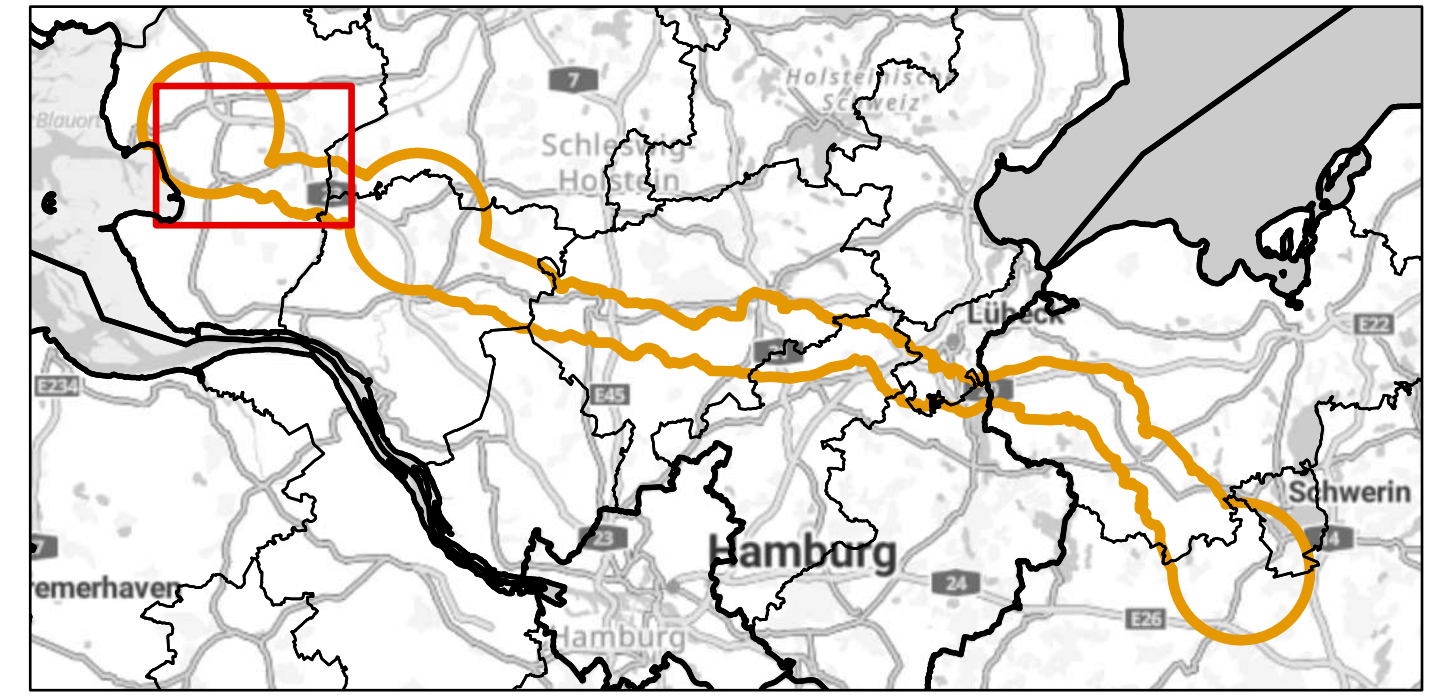 7
Holsteinische
Schweiz
Blauort
Schleswig-
Holstein
€
Lübeck
E22
E234
E45
Schwerin
23
Hamburg
24
remerhaven
E26
Hamburg